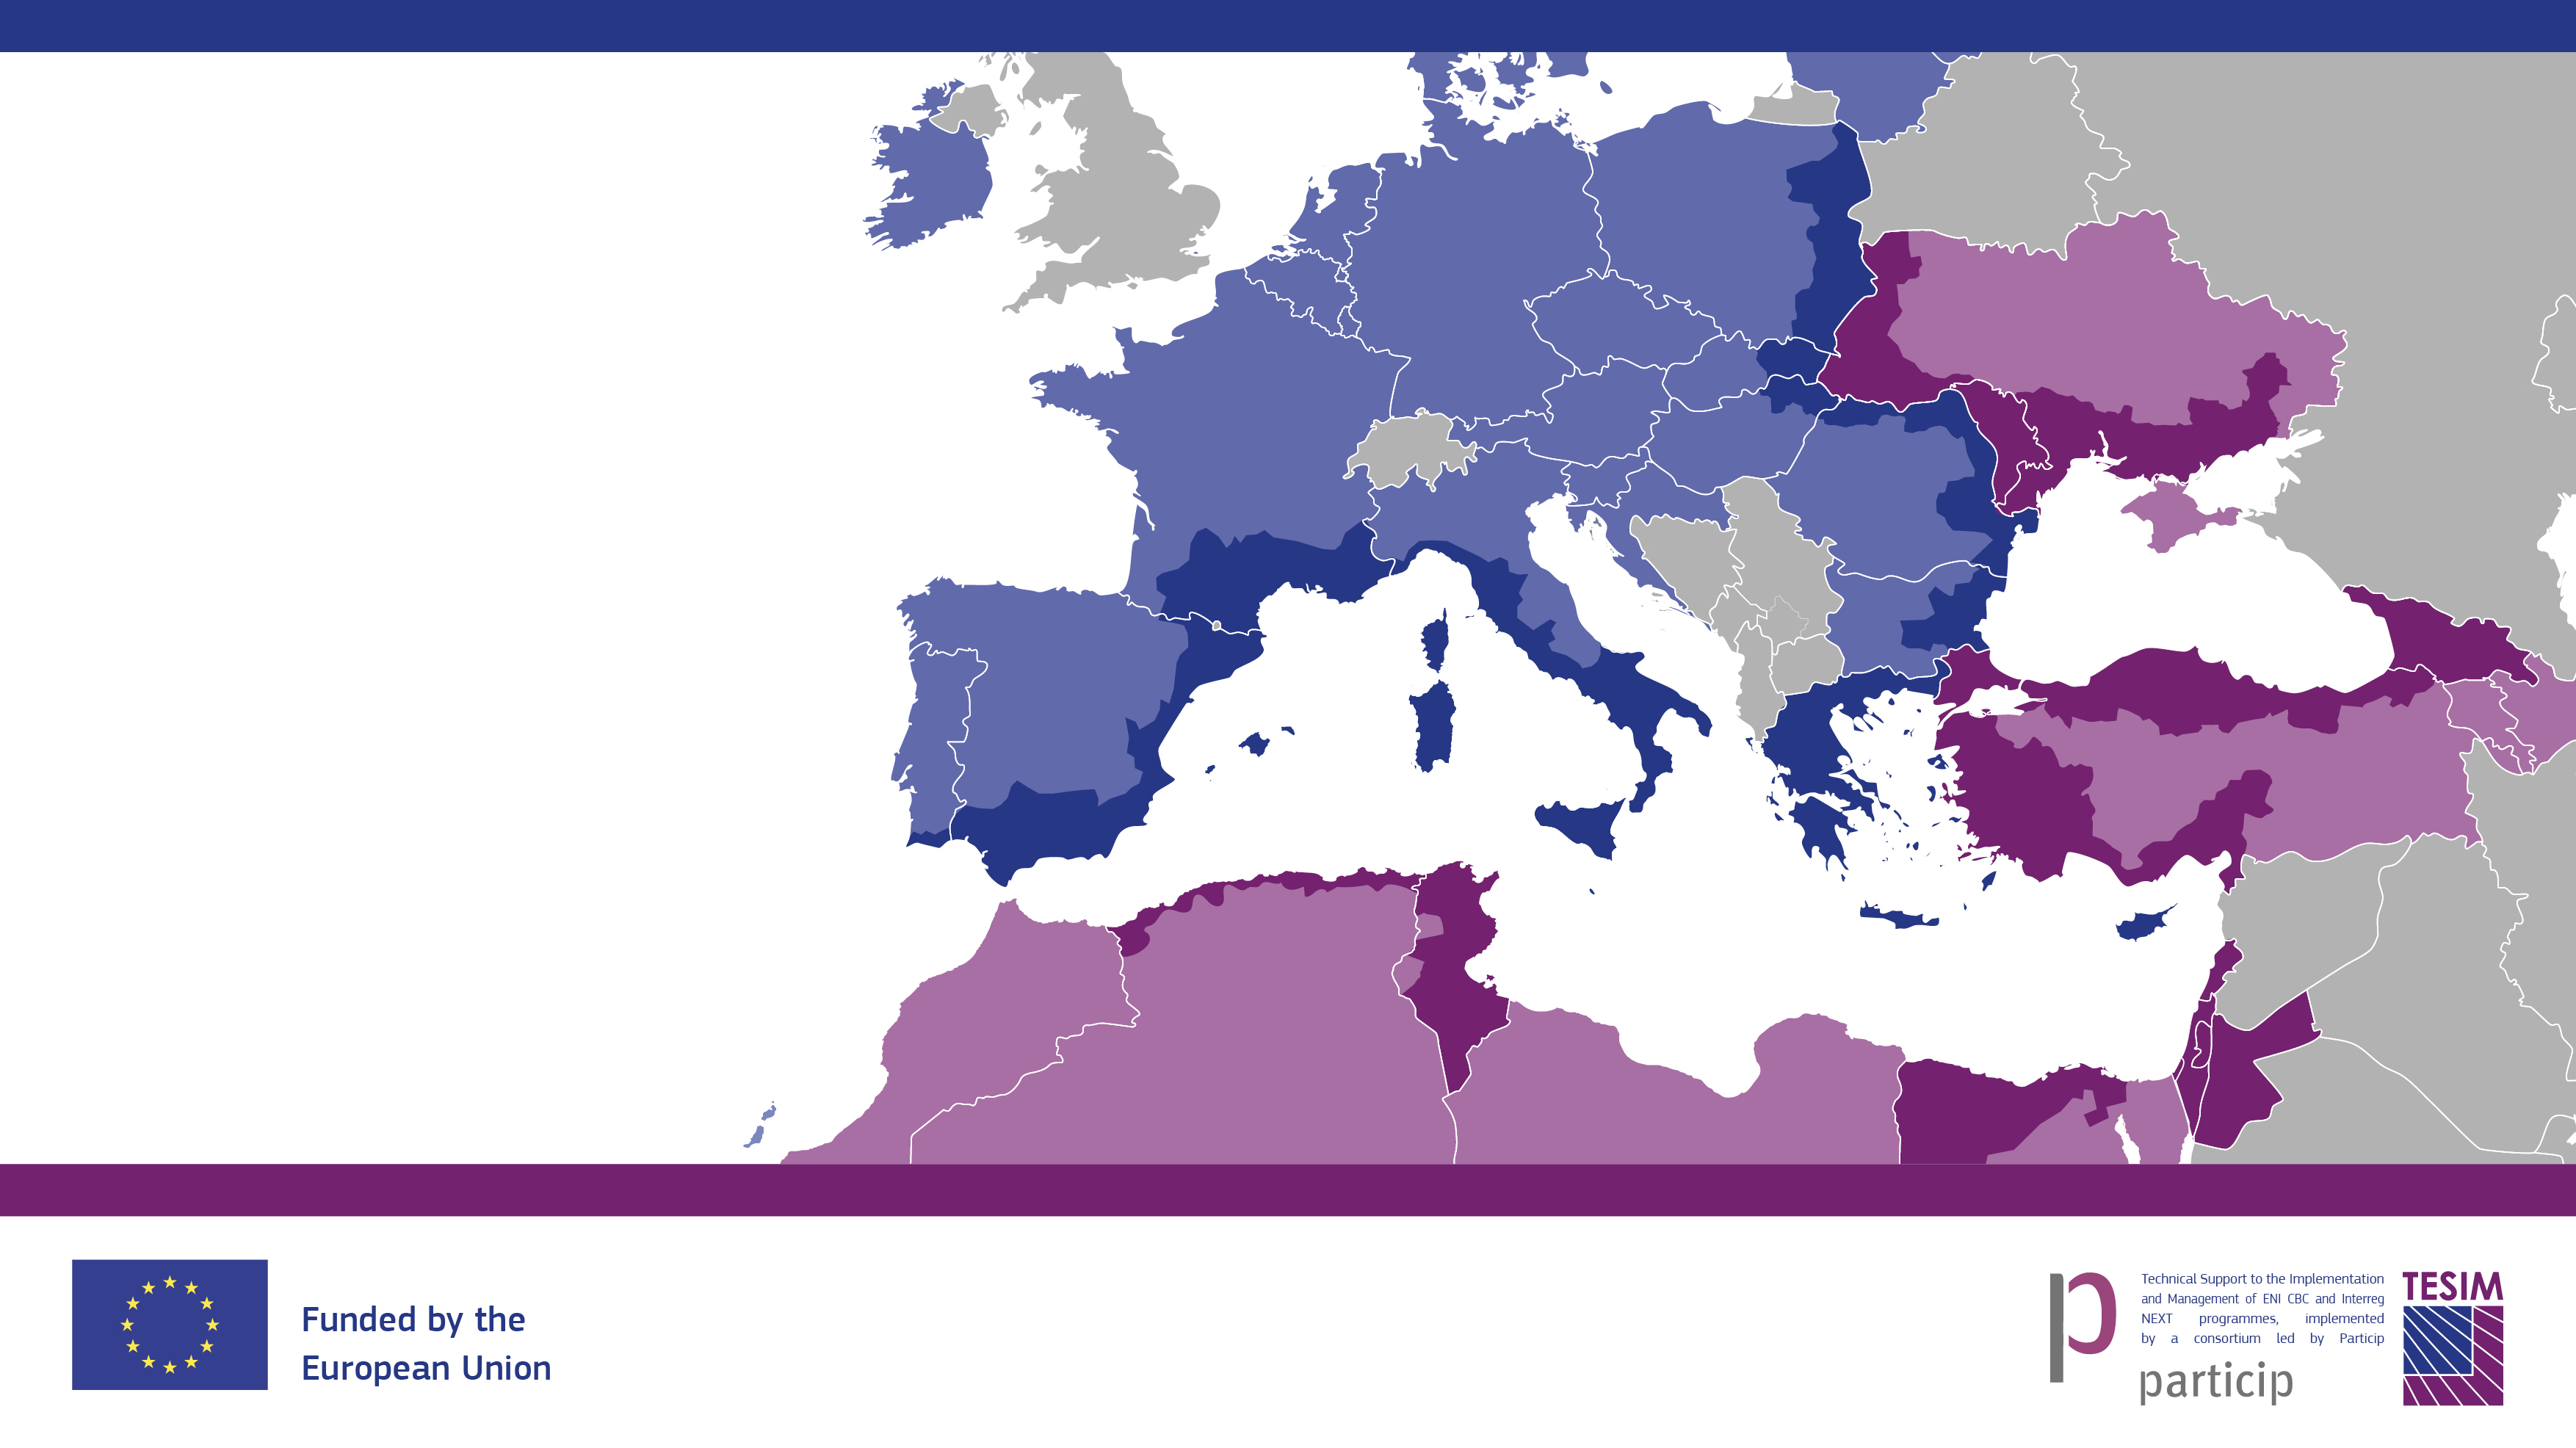 Funded by the
European Union
Technical Support to the Implementation
and Management of ENI CBC and Interreg
NEXT programmes, implemented
by a consortium led by Particip
particip
TESIM